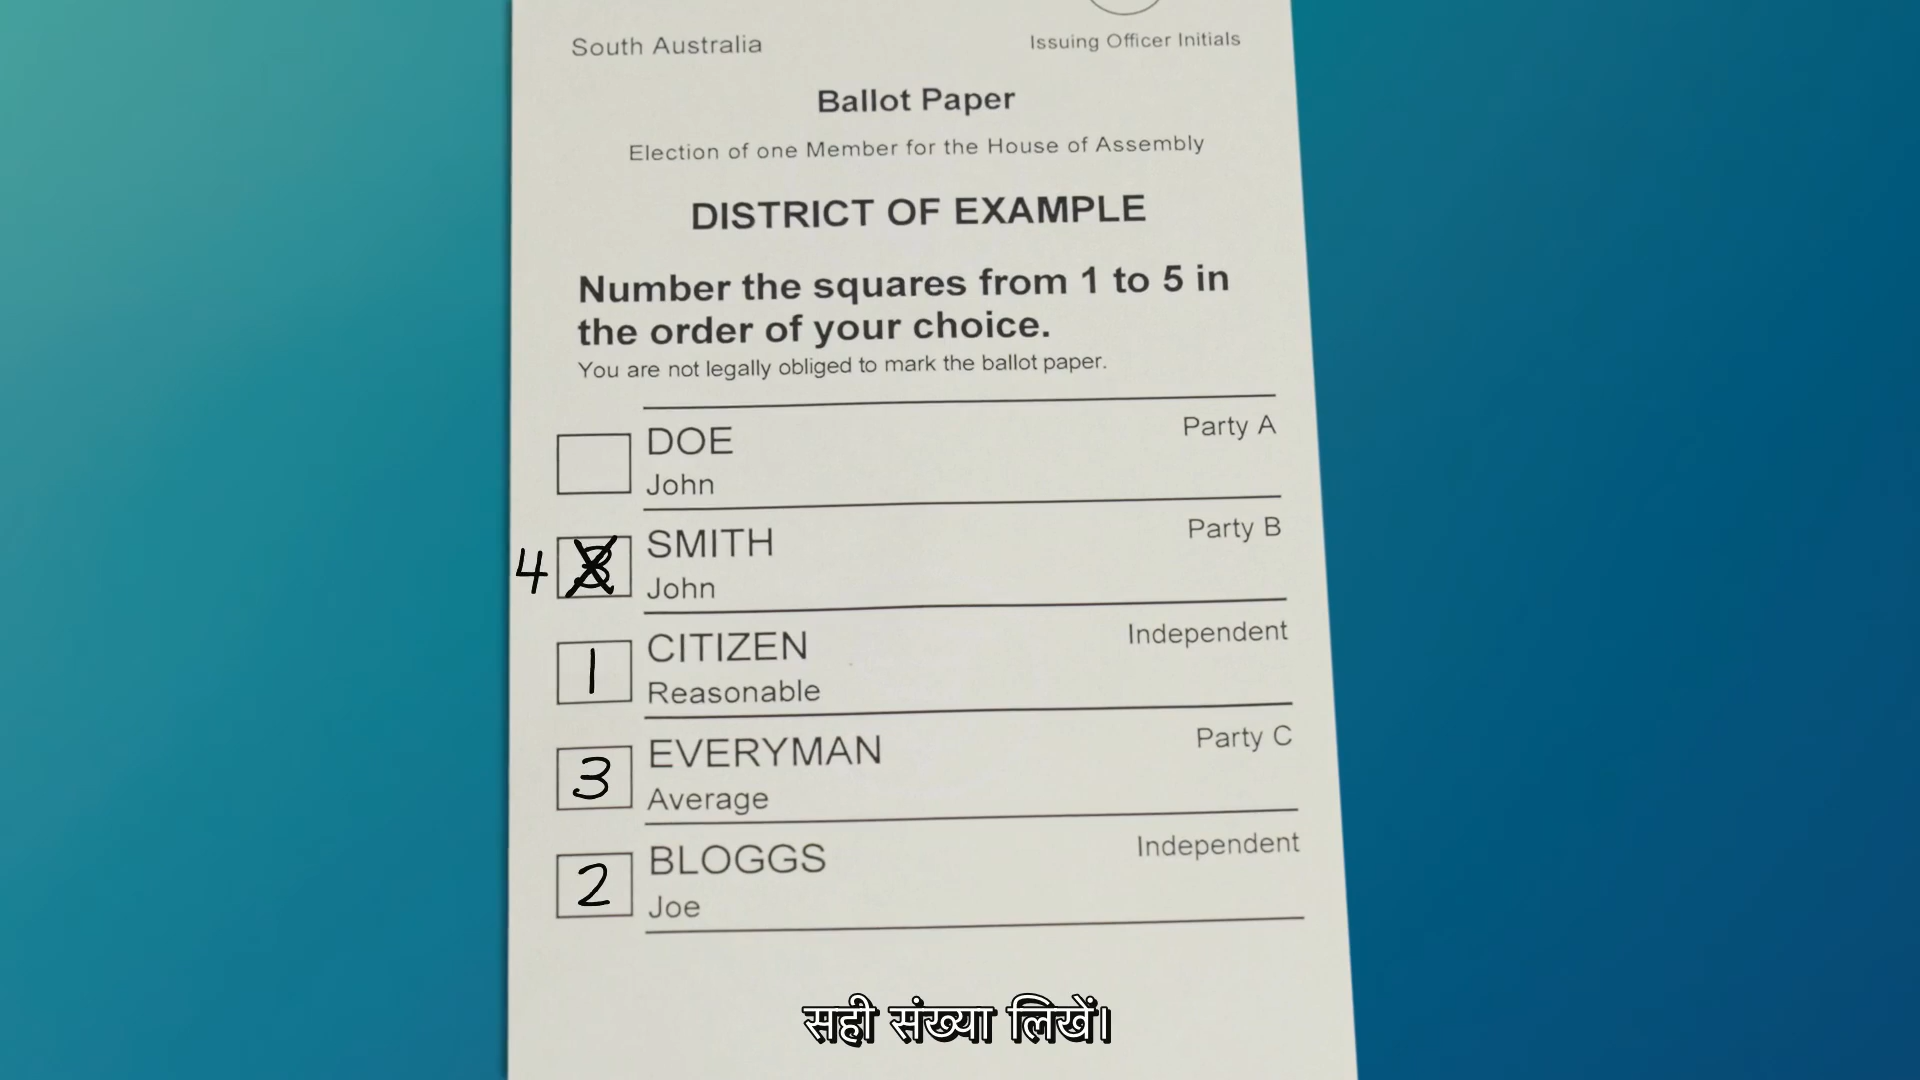 South Australia
Issuing Officer Initials
Ballot Paper
Election of one Member for the House of Assembly
DISTRICT OF EXAMPLE
Number the squares from 1 to 5 in
the order of your choice.
You are not legally obliged to mark the ballot paper.
DOE
John
Party A
4
3
SMITH
John
Party B
1
CITIZEN
Reasonable
Independent
3
EVERYMAN
Average
Party C
2
BLOGGS
Joe
Independent
सही संख्या लिखें।